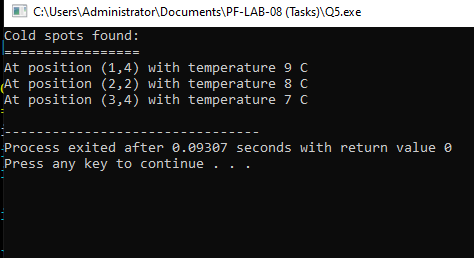 C:\Users\Administrator\Documents\PF-LAB-08 (Tasks)\Q5.exe
Cold spots found:
=================
At position (1,4) with temperature 9 C
At position (2,2) with temperature 8 C
At position (3,4) with temperature 7 C
--------------------------------
Process exited after 0.09307 seconds with return value 0
Press any key to continue . . .